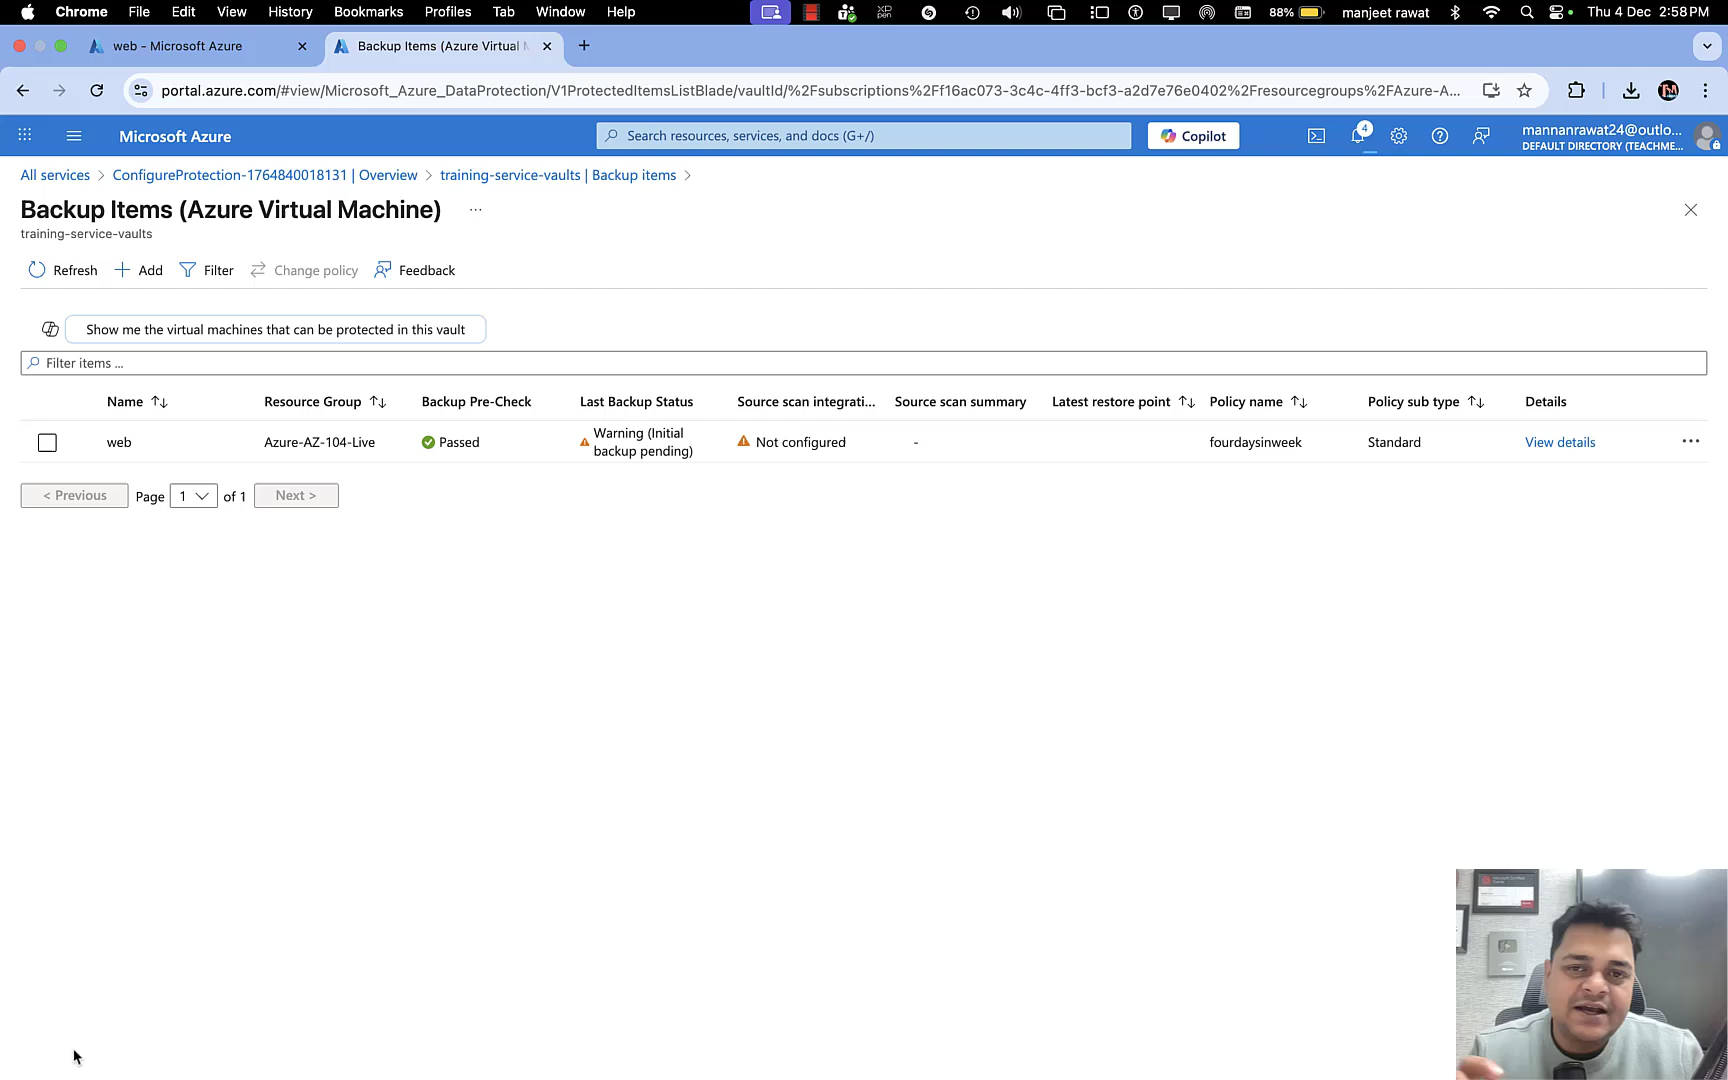 Chrome File Edit View History Bookmarks Profiles Tab Window Help
XP
pen
88% manjeet rawat Thu 4 Dec 2:58 PM
web - Microsoft Azure
Backup Items (Azure Virtual M
portal.azure.com/#view/Microsoft_Azure_DataProtection/V1ProtectedItemsListBlade/vaultId/%2Fsubscriptions%2Ff16ac073-3c4c-4ff3-bcf3-a2d7e76e0402%2Fresourcegroups%2FAzure-A...
Microsoft Azure
Search resources, services, and docs (G+/)
Copilot
4
mannanrawat24@outlo...
DEFAULT DIRECTORY (TEACHME...
All services > ConfigureProtection-1764840018131 | Overview > training-service-vaults | Backup items >
Backup Items (Azure Virtual Machine) ...
training-service-vaults
Refresh + Add Filter Change policy Feedback
Show me the virtual machines that can be protected in this vault
Filter items ...
Name Resource Group Backup Pre-Check Last Backup Status Source scan integrati... Source scan summary Latest restore point Policy name Policy sub type Details
web Azure-AZ-104-Live Passed Warning (Initial backup pending) Not configured - fourdaysinweek Standard View details ...
< Previous Page 1 of 1 Next >